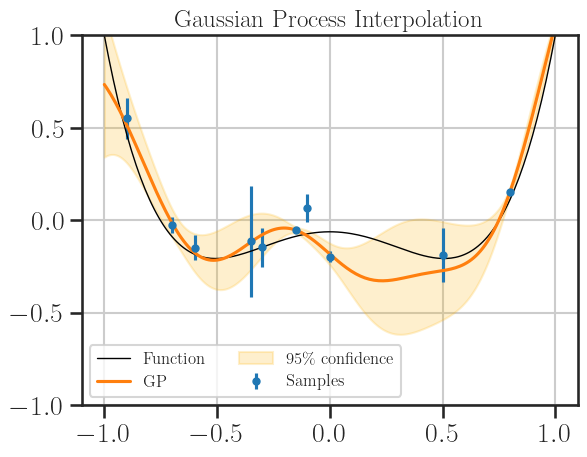 Gaussian Process Interpolation
1.0
0.5
0.0
−0.5
−1.0
Function
GP
95% confidence
Samples
−1.0 −0.5 0.0 0.5 1.0